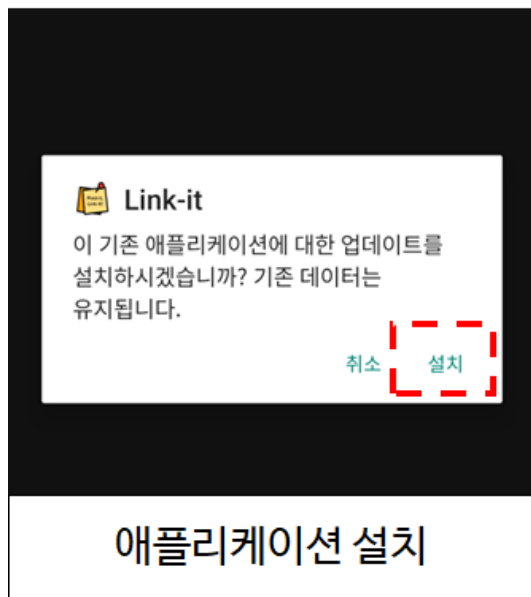 Link-it
이 기존 애플리케이션에 대한 업데이트를
설치하시겠습니까? 기존 데이터는
유지됩니다.
취소 설치
애플리케이션 설치